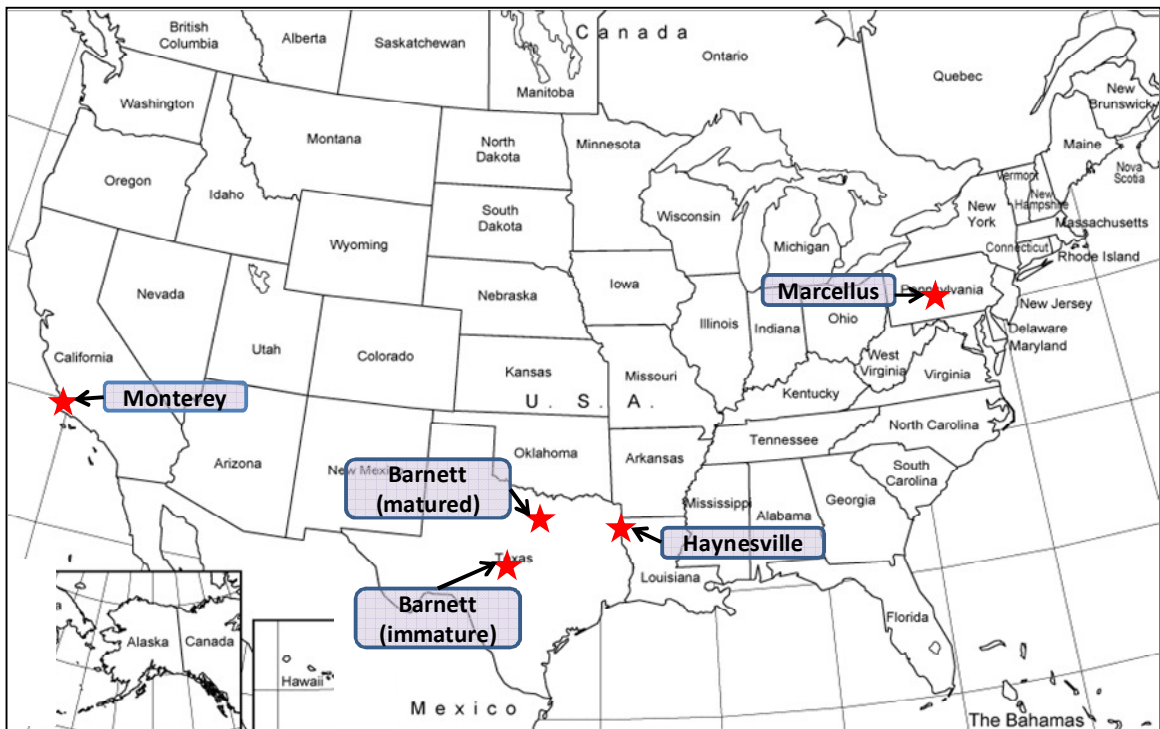 British
Columbia
Alberta
Saskatchewan
Manitoba
Canada
Ontario
Quebec
New
Brunswick
Nova
Scotia
Washington
Montana
North
Dakota
Minnesota
Maine
Vermont
New
Hampshire
Oregon
Idaho
South
Dakota
Wisconsin
Michigan
New
York
Massachusetts
Connecticut
Rhode Island
Wyoming
Iowa
Nebraska
Marcellus
Pennsylvania
New Jersey
Nevada
Utah
Colorado
Illinois
Indiana
Ohio
Delaware
Maryland
West
Virginia
Virginia
California
Kansas
Missouri
Kentucky
Monterey
U. S. A.
North Carolina
Tennessee
Arizona
New Mexico
Oklahoma
Arkansas
South
Carolina
Barnett
(matured)
Mississippi
Alabama
Georgia
Haynesville
Texas
Louisiana
Barnett
(immature)
Florida
Alaska
Canada
Hawaii
Mexico
The Bahamas